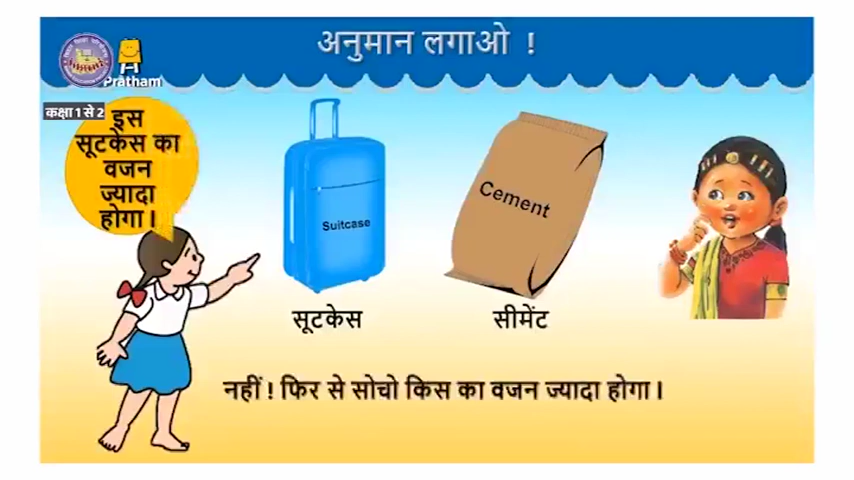 अनुमान लगाओ !
Pratham
कक्षा 1 से 2
इस
सूटकेस का
वजन
ज्यादा
होगा ।
Suitcase
Cement
सूटकेस
सीमेंट
नहीं ! फिर से सोचो किस का वजन ज्यादा होगा ।